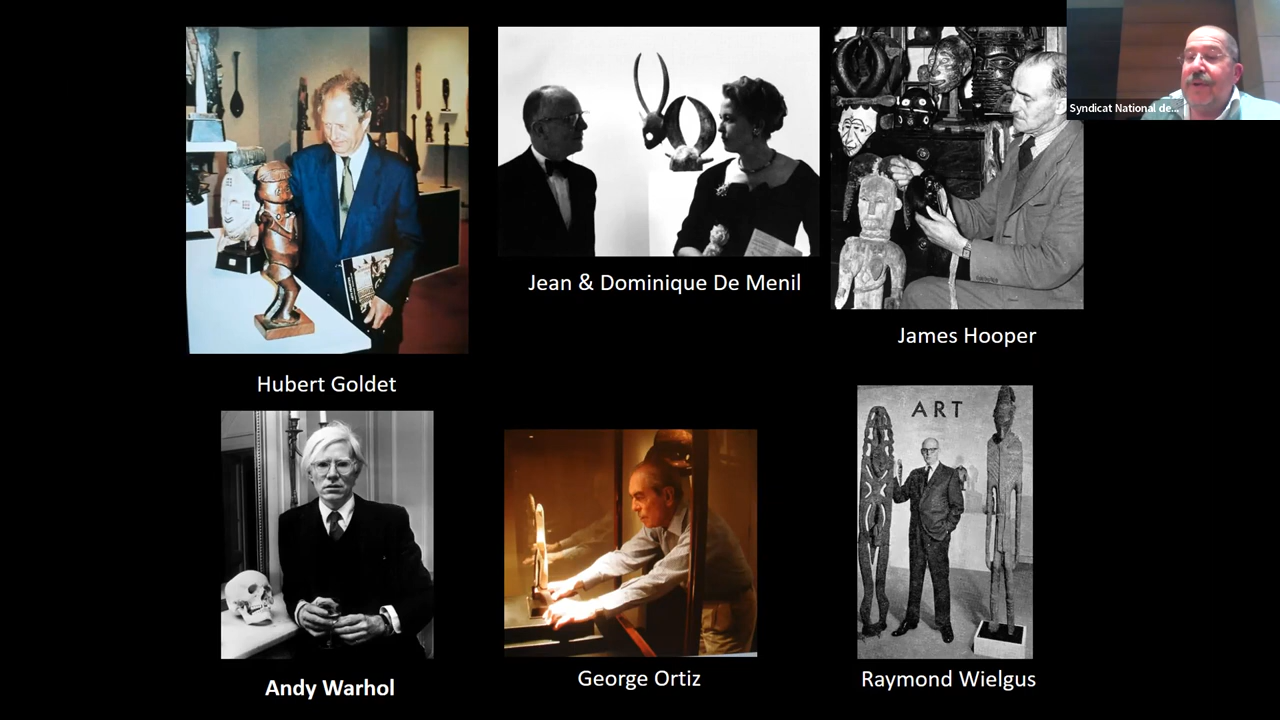 Syndicat National de...
Jean & Dominique De Menil
James Hooper
Hubert Goldet
ART
Andy Warhol
George Ortiz
Raymond Wielgus